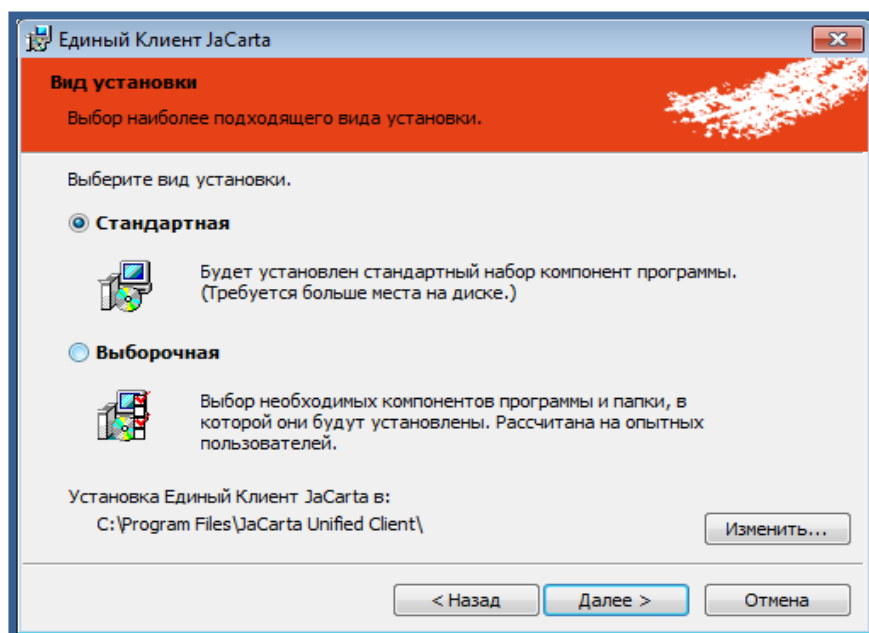 Единый Клиент JaCarta
Вид установки
Выбор наиболее подходящего вида установки.
Выберите вид установки.
Стандартная
Будет установлен стандартный набор компонент программы.
(Требуется больше места на диске.)
Выборочная
Выбор необходимых компонентов программы и папки, в
которой они будут установлены. Рассчитана на опытных
пользователей.
Установка Единый Клиент JaCarta в:
C:\Program Files\JaCarta Unified Client\
Изменить...
< Назад
Далее >
Отмена